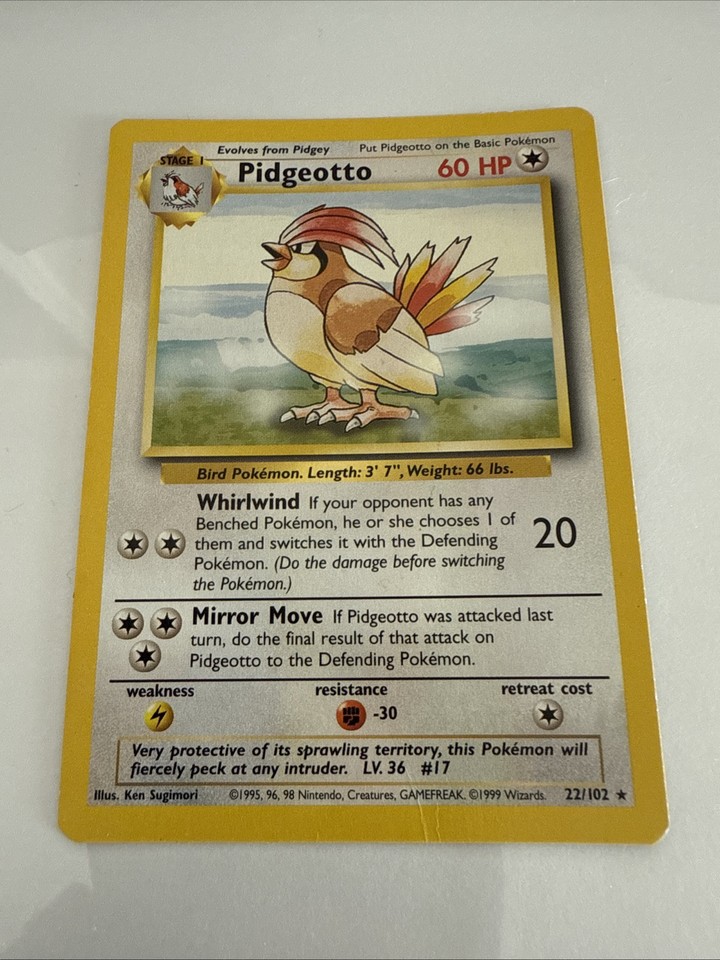 Evolves from Pidgey Put Pidgeotto on the Basic Pokémon
STAGE 1 Pidgeotto 60 HP
Bird Pokémon. Length: 3' 7", Weight: 66 lbs.
Whirlwind If your opponent has any
Benched Pokémon, he or she chooses 1 of
them and switches it with the Defending 20
Pokémon. (Do the damage before switching
the Pokémon.)
Mirror Move If Pidgeotto was attacked last
turn, do the final result of that attack on
Pidgeotto to the Defending Pokémon.
weakness resistance retreat cost
-30
Very protective of its sprawling territory, this Pokémon will
fiercely peck at any intruder. LV. 36 #17
Illus. Ken Sugimori ©1995, 96, 98 Nintendo, Creatures, GAMEFREAK. ©1999 Wizards. 22/102 ★